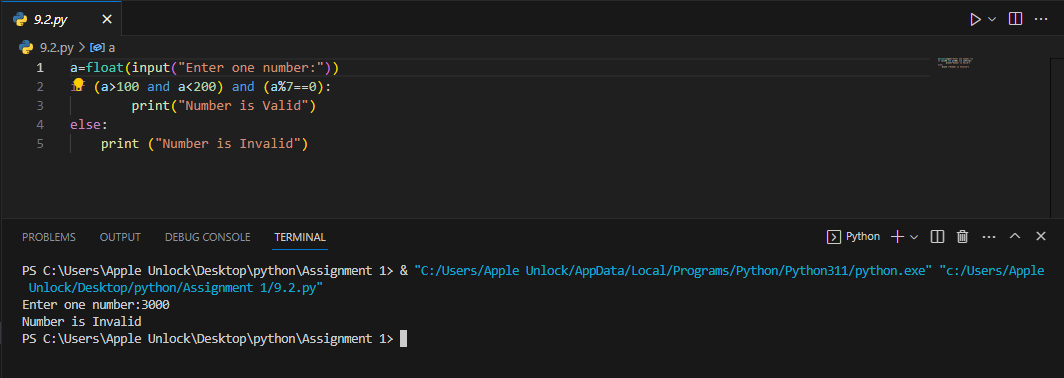 9.2.py
9.2.py > a
1 a=float(input("Enter one number:"))
2 (a>100 and a<200) and (a%7==0):
3 print("Number is Valid")
4 else:
5 print ("Number is Invalid")
PROBLEMS OUTPUT DEBUG CONSOLE TERMINAL Python
PS C:\Users\Apple Unlock\Desktop\python\Assignment 1> & "C:/Users/Apple Unlock/AppData/Local/Programs/Python/Python311/python.exe" "c:/Users/Apple
Unlock/Desktop/python/Assignment 1/9.2.py"
Enter one number:3000
Number is Invalid
PS C:\Users\Apple Unlock\Desktop\python\Assignment 1>